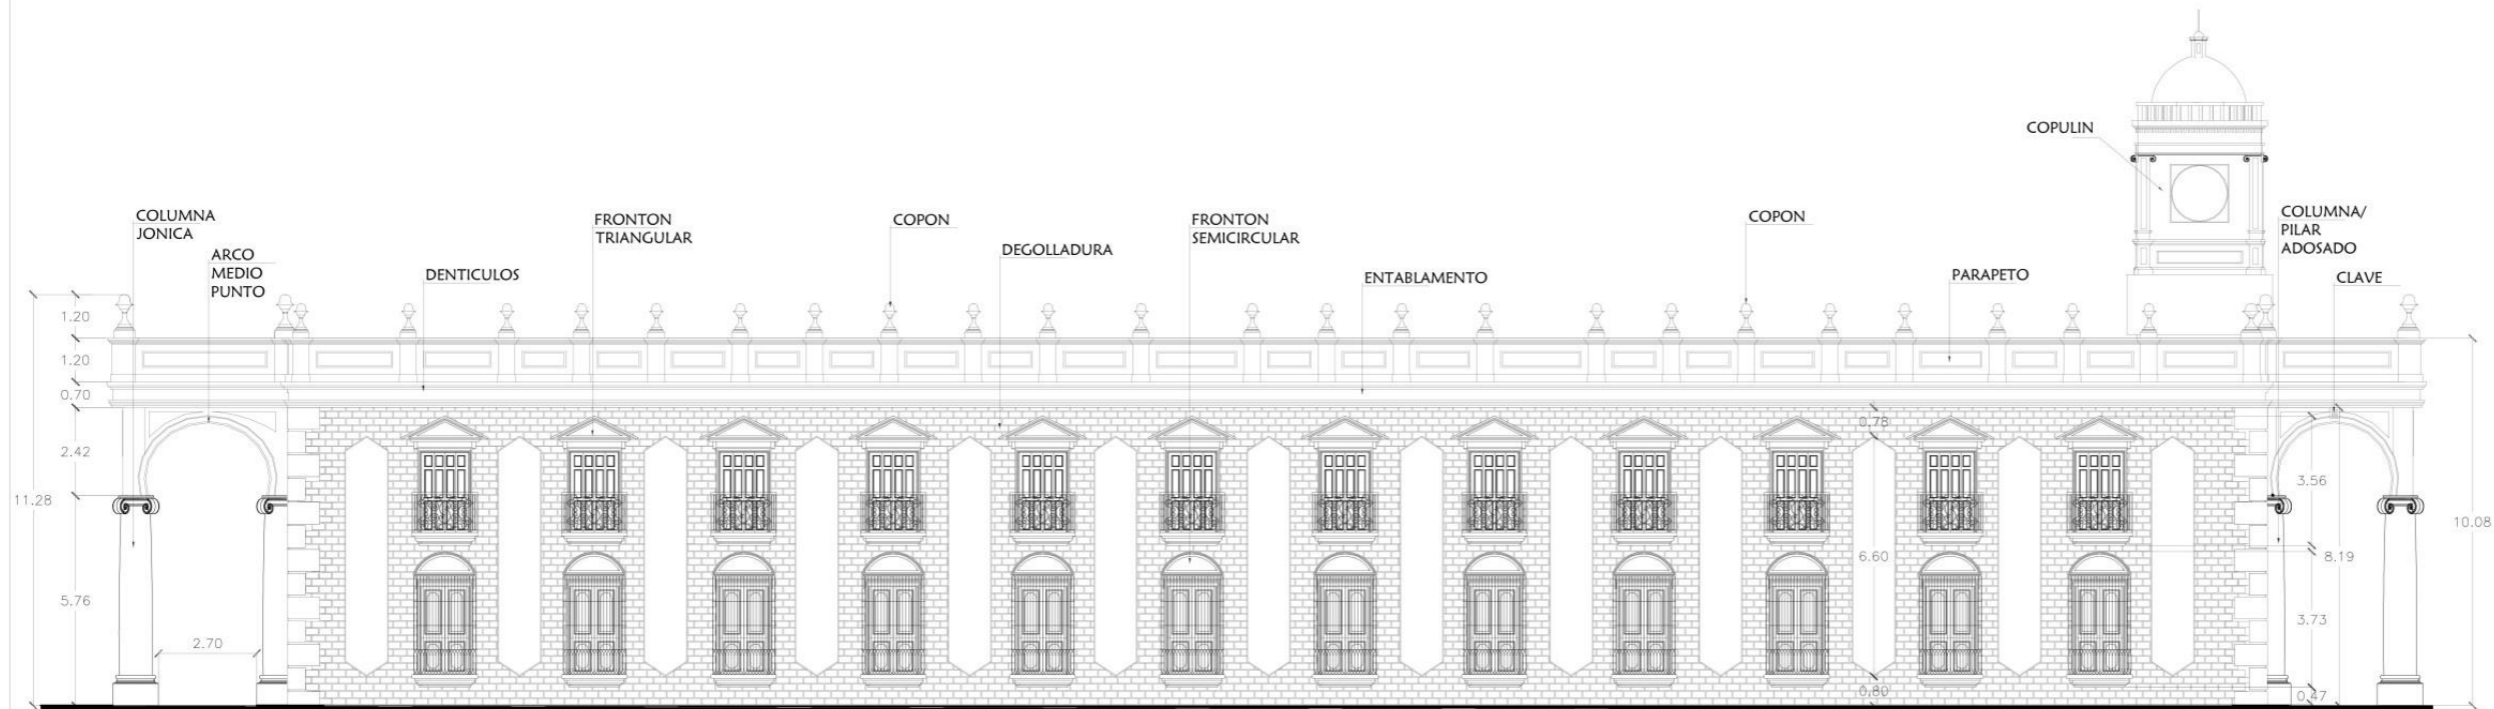 COPULIN
COLUMNA
JONICA
ARCO
MEDIO
PUNTO
DENTICULOS
FRONTON
TRIANGULAR
COPON
DEGOLLADURA
FRONTON
SEMICIRCULAR
ENTABLAMENTO
COPON
PARAPETO
COLUMNA/
PILAR
ADOSADO
CLAVE
1.20
1.20
0.70
2.42
11.28
5.76
2.70
0.78
6.60
0.80
3.56
8.19
3.73
0.47
10.08